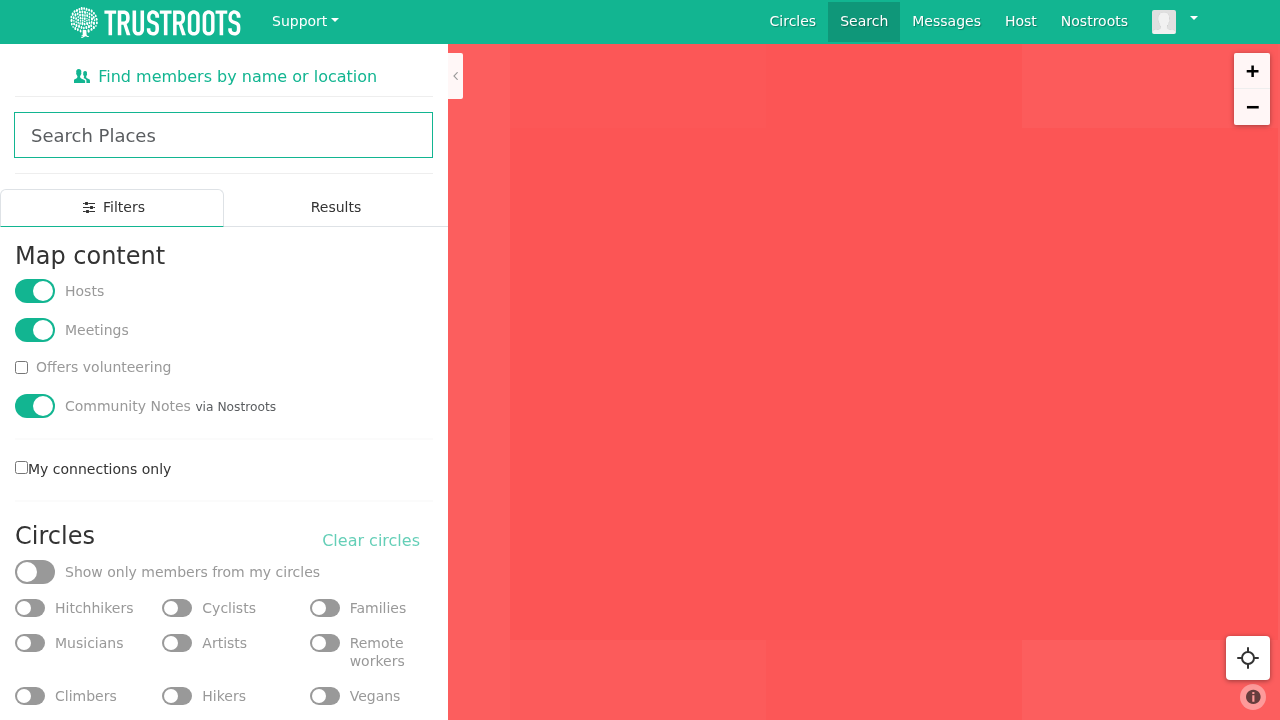 TRUSTROOTS Support Circles Search Messages Host Nostroots
Find members by name or location
Search Places
Filters Results
Map content
Hosts
Meetings
Offers volunteering
Community Notes via Nostroots
My connections only
Circles Clear circles
Show only members from my circles
Hitchhikers Cyclists Families
Musicians Artists Remote workers
Climbers Hikers Vegans
+
−